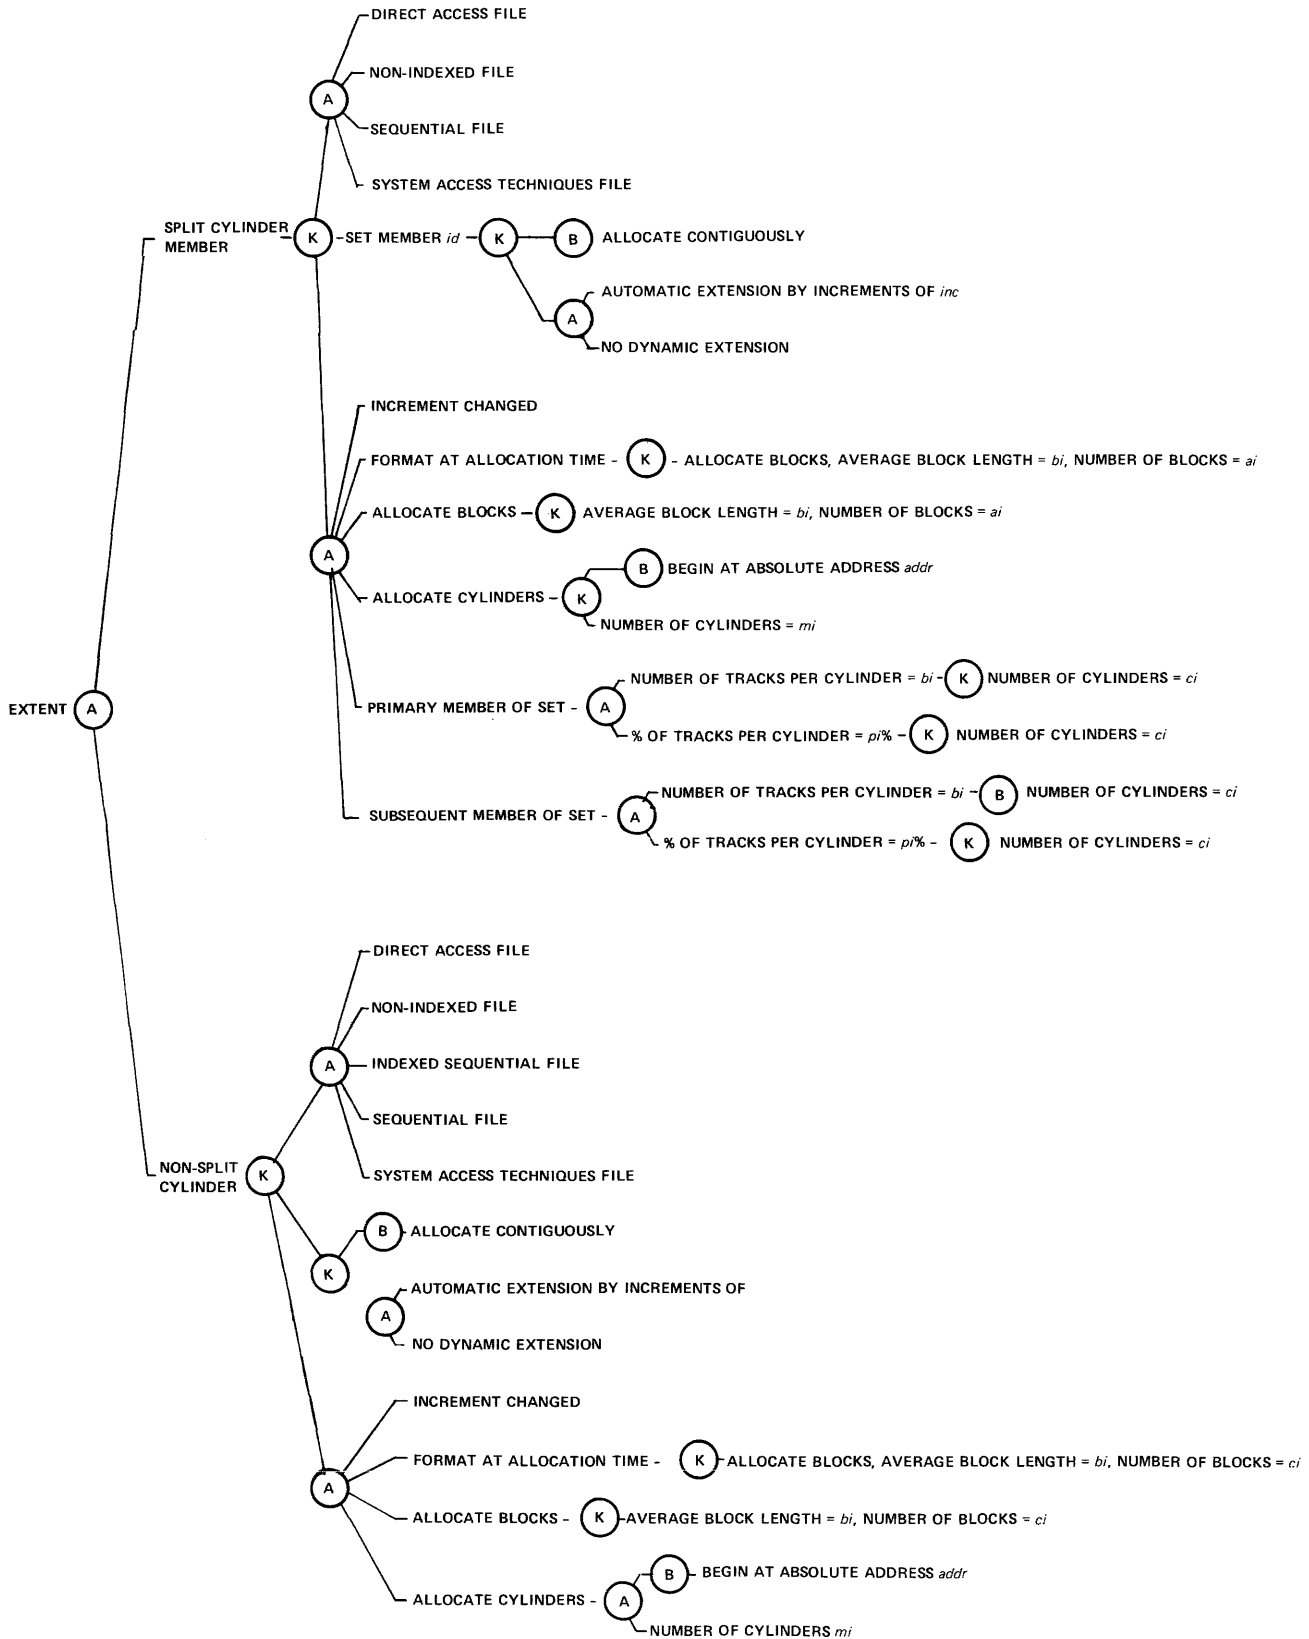 DIRECT ACCESS FILE
NON-INDEXED FILE
A
SEQUENTIAL FILE
SYSTEM ACCESS TECHNIQUES FILE
SPLIT CYLINDER
MEMBER
K SET MEMBER id K B ALLOCATE CONTIGUOUSLY
AUTOMATIC EXTENSION BY INCREMENTS OF inc
A
NO DYNAMIC EXTENSION
INCREMENT CHANGED
FORMAT AT ALLOCATION TIME - K - ALLOCATE BLOCKS, AVERAGE BLOCK LENGTH = bi, NUMBER OF BLOCKS = ai
ALLOCATE BLOCKS - K AVERAGE BLOCK LENGTH = bi, NUMBER OF BLOCKS = ai
A
B BEGIN AT ABSOLUTE ADDRESS addr
ALLOCATE CYLINDERS - K
NUMBER OF CYLINDERS = mi
NUMBER OF TRACKS PER CYLINDER = bi - K NUMBER OF CYLINDERS = ci
EXTENT A
PRIMARY MEMBER OF SET - A
% OF TRACKS PER CYLINDER = pi% - K NUMBER OF CYLINDERS = ci
NUMBER OF TRACKS PER CYLINDER = bi - B NUMBER OF CYLINDERS = ci
SUBSEQUENT MEMBER OF SET - A
% OF TRACKS PER CYLINDER = pi% - K NUMBER OF CYLINDERS = ci
DIRECT ACCESS FILE
NON-INDEXED FILE
A INDEXED SEQUENTIAL FILE
SEQUENTIAL FILE
NON-SPLIT
CYLINDER
K SYSTEM ACCESS TECHNIQUES FILE
B ALLOCATE CONTIGUOUSLY
K
AUTOMATIC EXTENSION BY INCREMENTS OF
A
NO DYNAMIC EXTENSION
INCREMENT CHANGED
FORMAT AT ALLOCATION TIME - K ALLOCATE BLOCKS, AVERAGE BLOCK LENGTH = bi, NUMBER OF BLOCKS = ci
A
ALLOCATE BLOCKS - K AVERAGE BLOCK LENGTH = bi, NUMBER OF BLOCKS = ci
B BEGIN AT ABSOLUTE ADDRESS addr
ALLOCATE CYLINDERS - A
NUMBER OF CYLINDERS mi